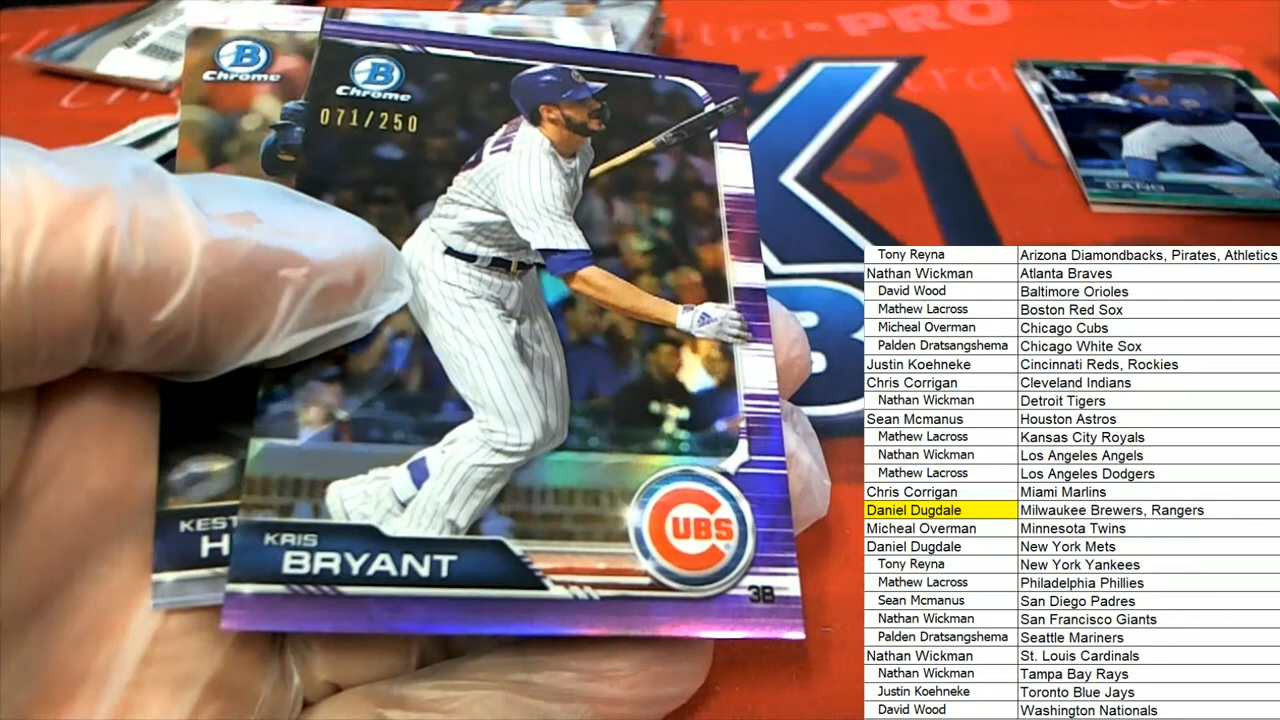 B
Chrome
B
Chrome
071/250
PRO
CANO
KEST
H
KRIS
BRYANT
CUBS
3B
Tony Reyna Arizona Diamondbacks, Pirates, Athletics
Nathan Wickman Atlanta Braves
David Wood Baltimore Orioles
Mathew Lacross Boston Red Sox
Micheal Overman Chicago Cubs
Palden Dratsangshema Chicago White Sox
Justin Koehneke Cincinnati Reds, Rockies
Chris Corrigan Cleveland Indians
Nathan Wickman Detroit Tigers
Sean Mcmanus Houston Astros
Mathew Lacross Kansas City Royals
Nathan Wickman Los Angeles Angels
Mathew Lacross Los Angeles Dodgers
Chris Corrigan Miami Marlins
Daniel Dugdale Milwaukee Brewers, Rangers
Micheal Overman Minnesota Twins
Daniel Dugdale New York Mets
Tony Reyna New York Yankees
Mathew Lacross Philadelphia Phillies
Sean Mcmanus San Diego Padres
Nathan Wickman San Francisco Giants
Palden Dratsangshema Seattle Mariners
Nathan Wickman St. Louis Cardinals
Nathan Wickman Tampa Bay Rays
Justin Koehneke Toronto Blue Jays
David Wood Washington Nationals